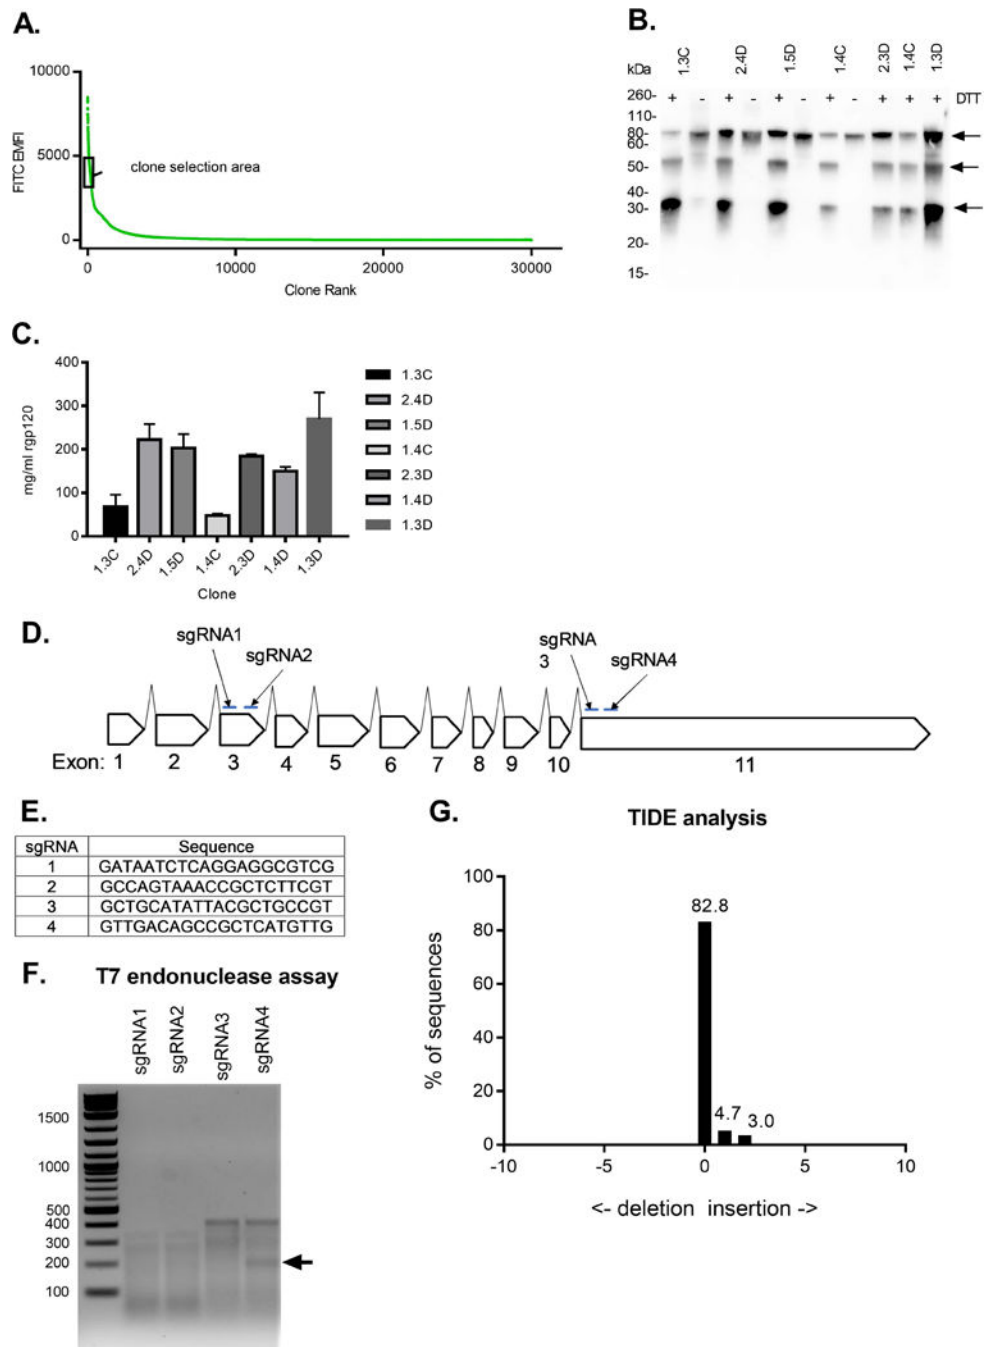 A.
10000
5000
0
FITC EMFI
clone selection area
0 10000 20000 30000
Clone Rank
B.
kDa
1.3C 2.4D 1.5D 1.4C 2.3D 1.4C 1.3D
+ - + - + - + - + + + DTT
260-
110-
80-
60-
50-
40-
30-
20-
15-
C.
400
300
200
100
0
mg/ml rgp120
1.3C 2.4D 1.5D 1.4C 2.3D 1.4D 1.3D
Clone
1.3C
2.4D
1.5D
1.4C
2.3D
1.4D
1.3D
D.
sgRNA1
sgRNA2
sgRNA
3
sgRNA4
Exon: 1 2 3 4 5 6 7 8 9 10 11
E.
sgRNA Sequence
1 GATAATCTCAGGAGGCGTCG
2 GCCAGTAAACCGCTCTTCGT
3 GCTGCATATTACGCTGCCGT
4 GTTGACAGCCGCTCATGTTG
F. T7 endonuclease assay
sgRNA1 sgRNA2 sgRNA3 sgRNA4
1500
1000
500
400
300
200
100
G.
TIDE analysis
100
80
60
40
20
0
% of sequences
82.8
4.7
3.0
-10 -5 0 5 10
<- deletion insertion ->